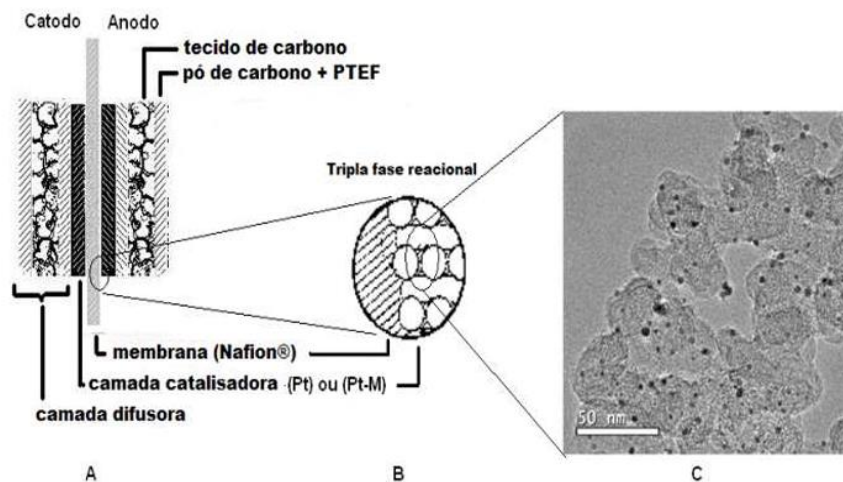 Catodo Anodo
tecido de carbono
pó de carbono + PTEF
Tripla fase reacional
membrana (Nafion®)
camada catalisadora (Pt) ou (Pt-M)
camada difusora
50 nm
A B C